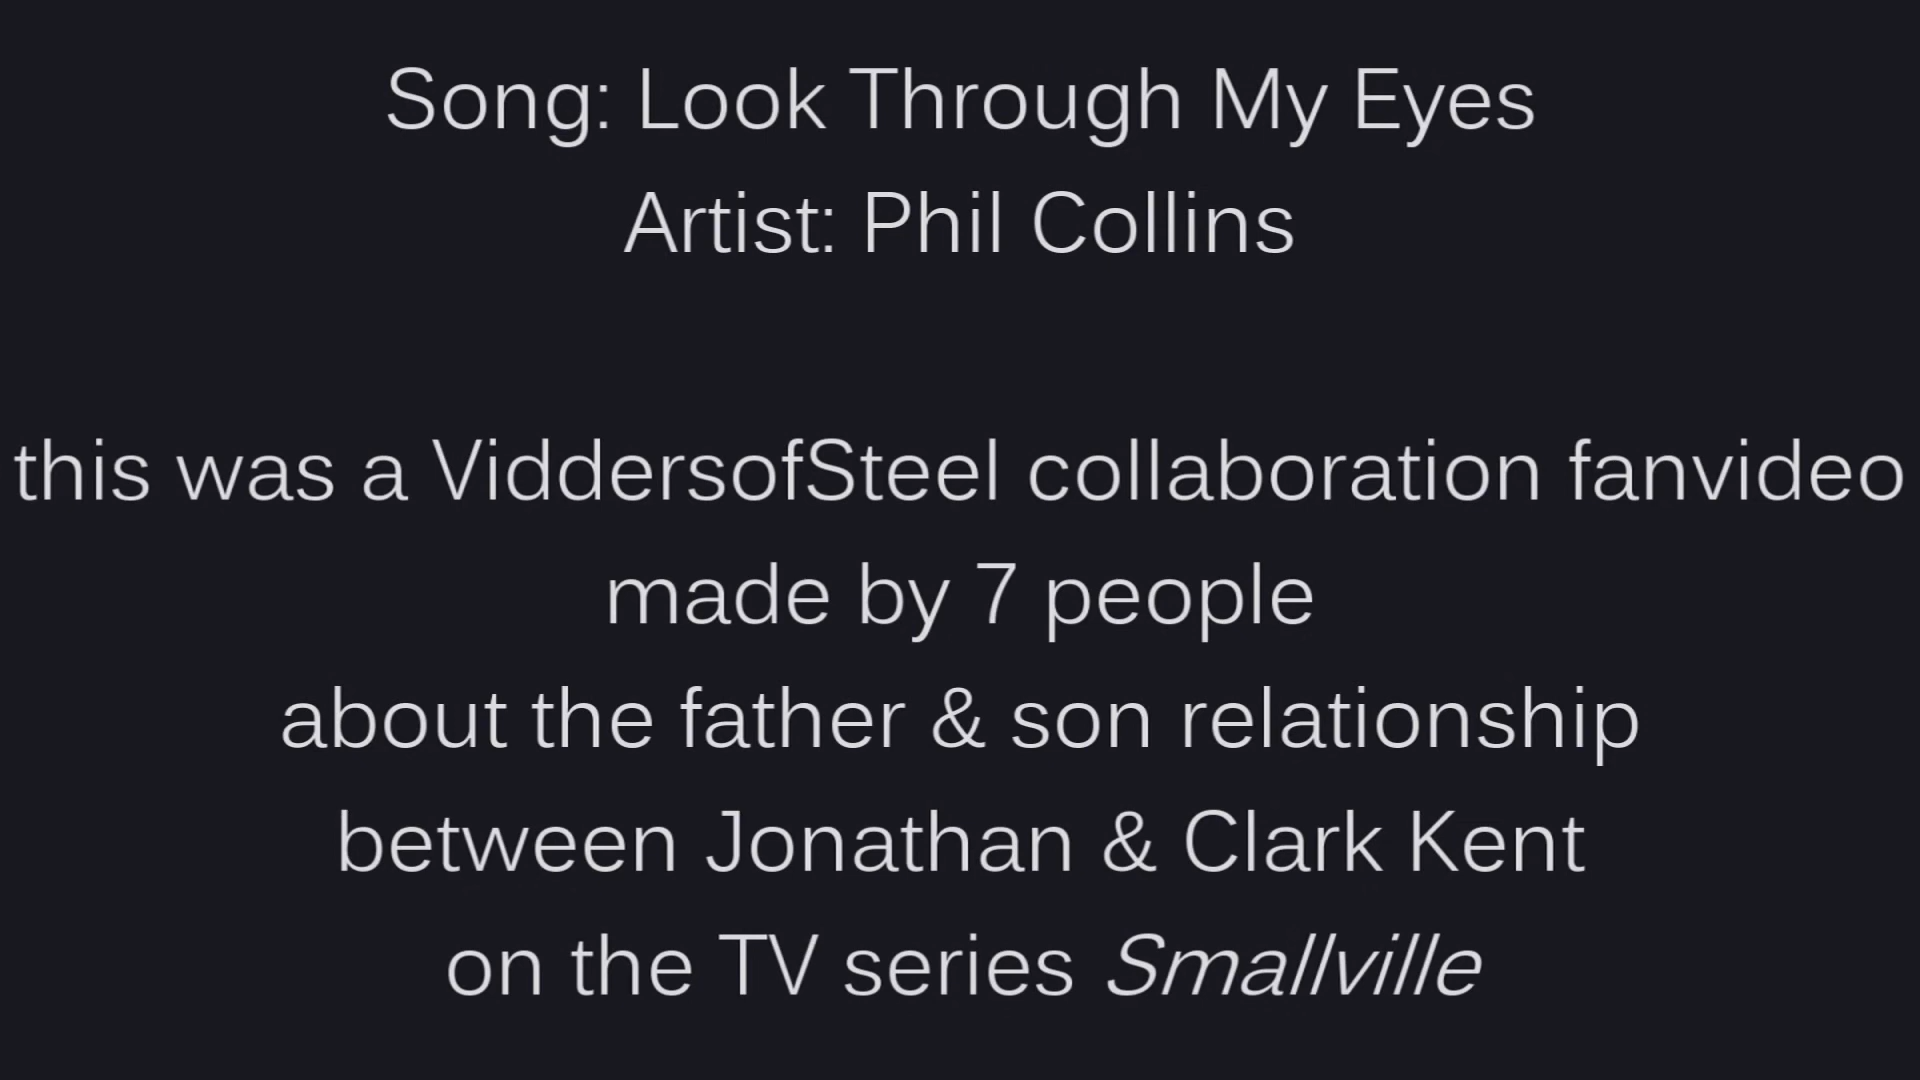 Song: Look Through My Eyes
Artist: Phil Collins
this was a ViddersofSteel collaboration fanvideo
made by 7 people
about the father & son relationship
between Jonathan & Clark Kent
on the TV series Smallville